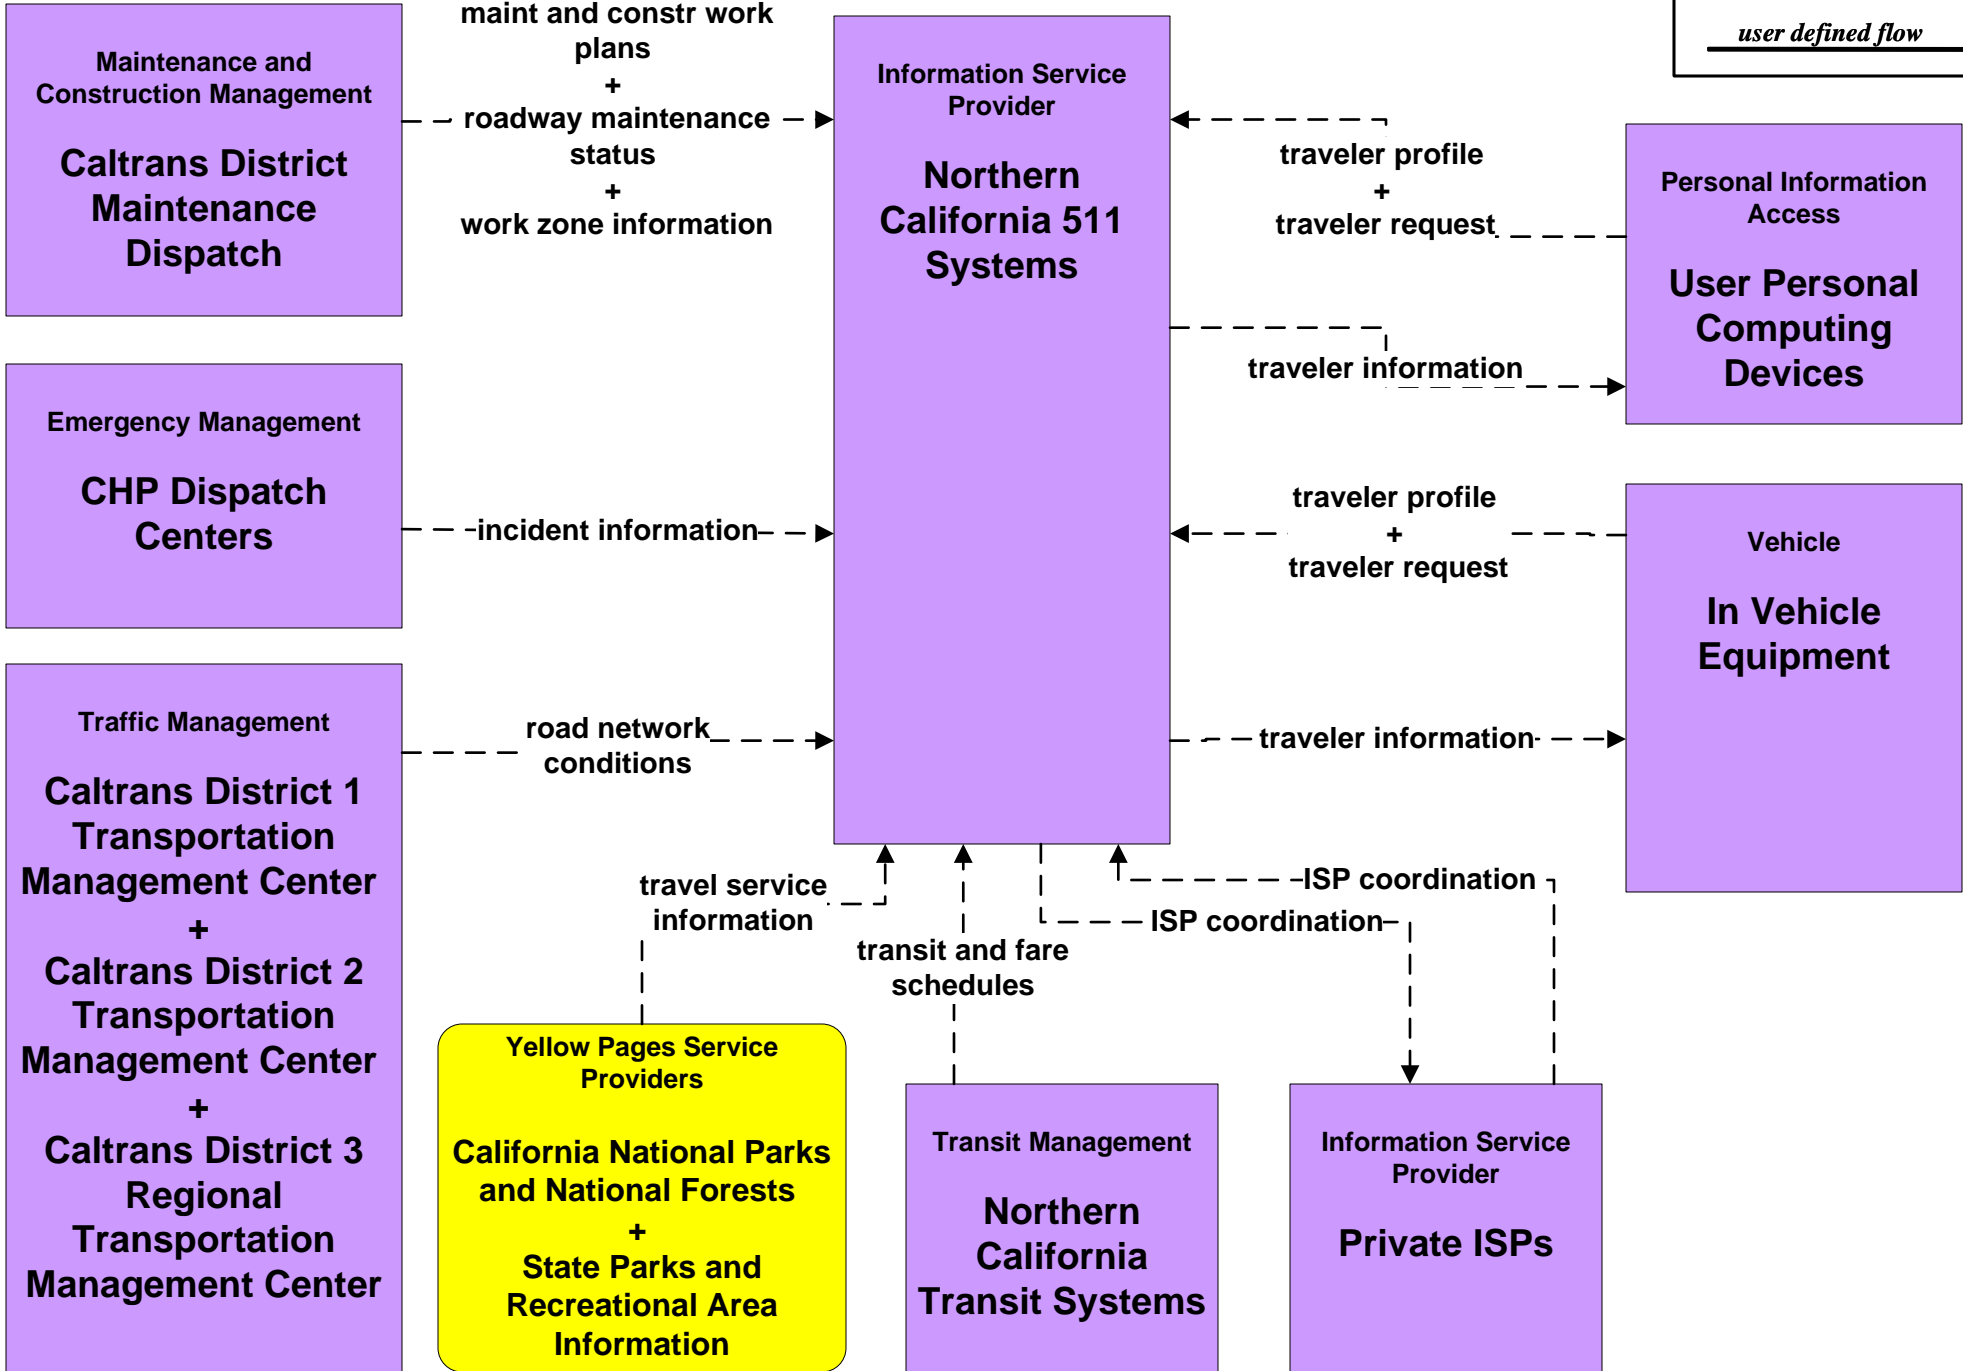 Maintenance and
Construction Management
Caltrans District
Maintenance
Dispatch
maint and constr work
plans
+
roadway maintenance
status
+
work zone information
Information Service
Provider
Northern
California 511
Systems
user defined flow
traveler profile
+
traveler request
Personal Information
Access
User Personal
Computing
Devices
traveler information
Emergency Management
CHP Dispatch
Centers
incident information
traveler profile
+
traveler request
Vehicle
In Vehicle
Equipment
Traffic Management
Caltrans District 1
Transportation
Management Center
+
Caltrans District 2
Transportation
Management Center
+
Caltrans District 3
Regional
Transportation
Management Center
road network
conditions
traveler information
travel service
information
transit and fare
schedules
ISP coordination
ISP coordination
Yellow Pages Service
Providers
California National Parks
and National Forests
+
State Parks and
Recreational Area
Information
Transit Management
Northern
California
Transit Systems
Information Service
Provider
Private ISPs